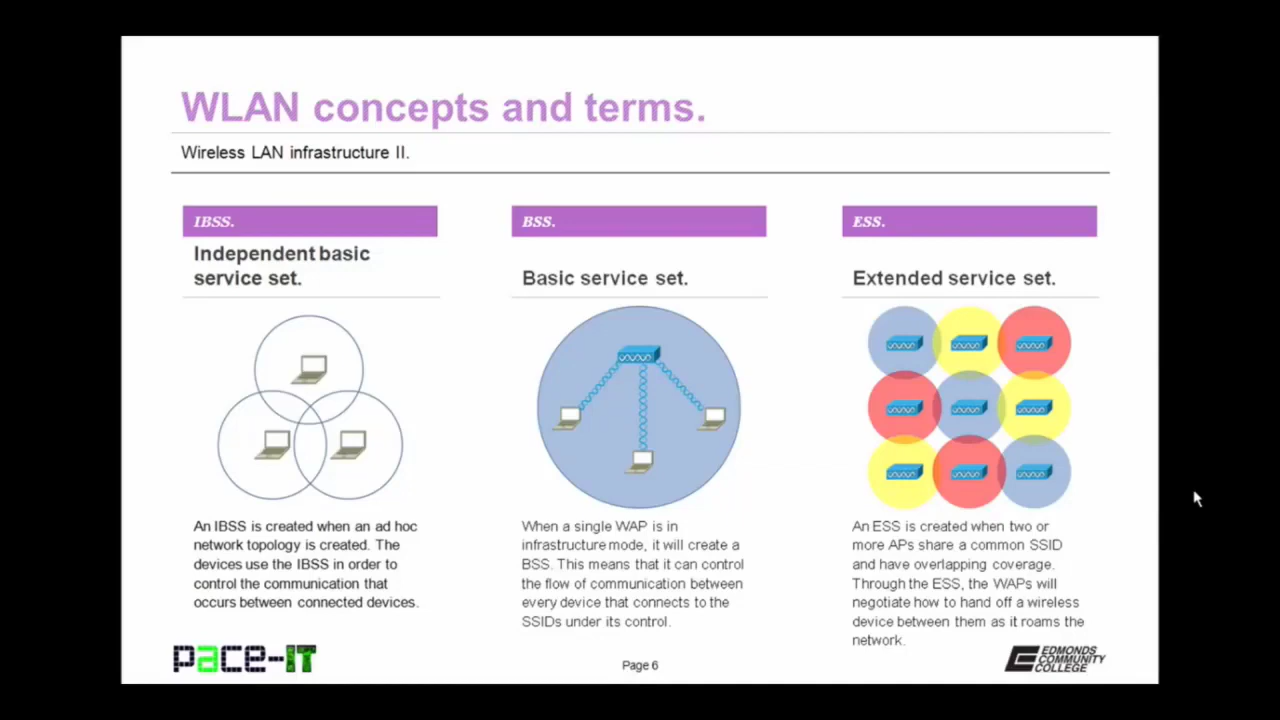 WLAN concepts and terms.
Wireless LAN infrastructure II.
IBSS.
Independent basic
service set.
An IBSS is created when an ad hoc
network topology is created. The
devices use the IBSS in order to
control the communication that
occurs between connected devices.
BSS.
Basic service set.
When a single WAP is in
infrastructure mode, it will create a
BSS. This means that it can control
the flow of communication between
every device that connects to the
SSIDs under its control.
ESS.
Extended service set.
An ESS is created when two or
more APs share a common SSID
and have overlapping coverage.
Through the ESS, the WAPs will
negotiate how to hand off a wireless
device between them as it roams the
network.
pace-IT
Page 6
EDMONDS
COMMUNITY
COLLEGE